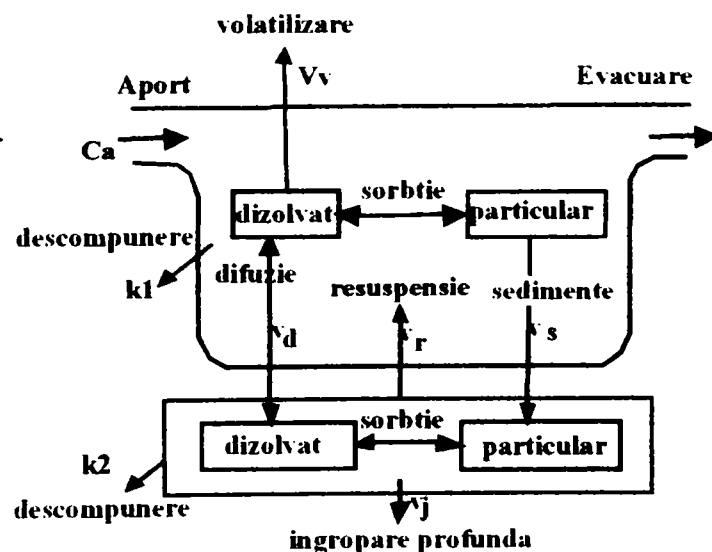 volatilizare
Vv
Aport
Evacuare
Ca
sorbtie
dizolvat
particular
descompunere
k1
difuzie
resuspensie
sedimente
vd
vr
vs
sorbtie
dizolvat
particular
k2
descompunere
vj
ingropare profunda